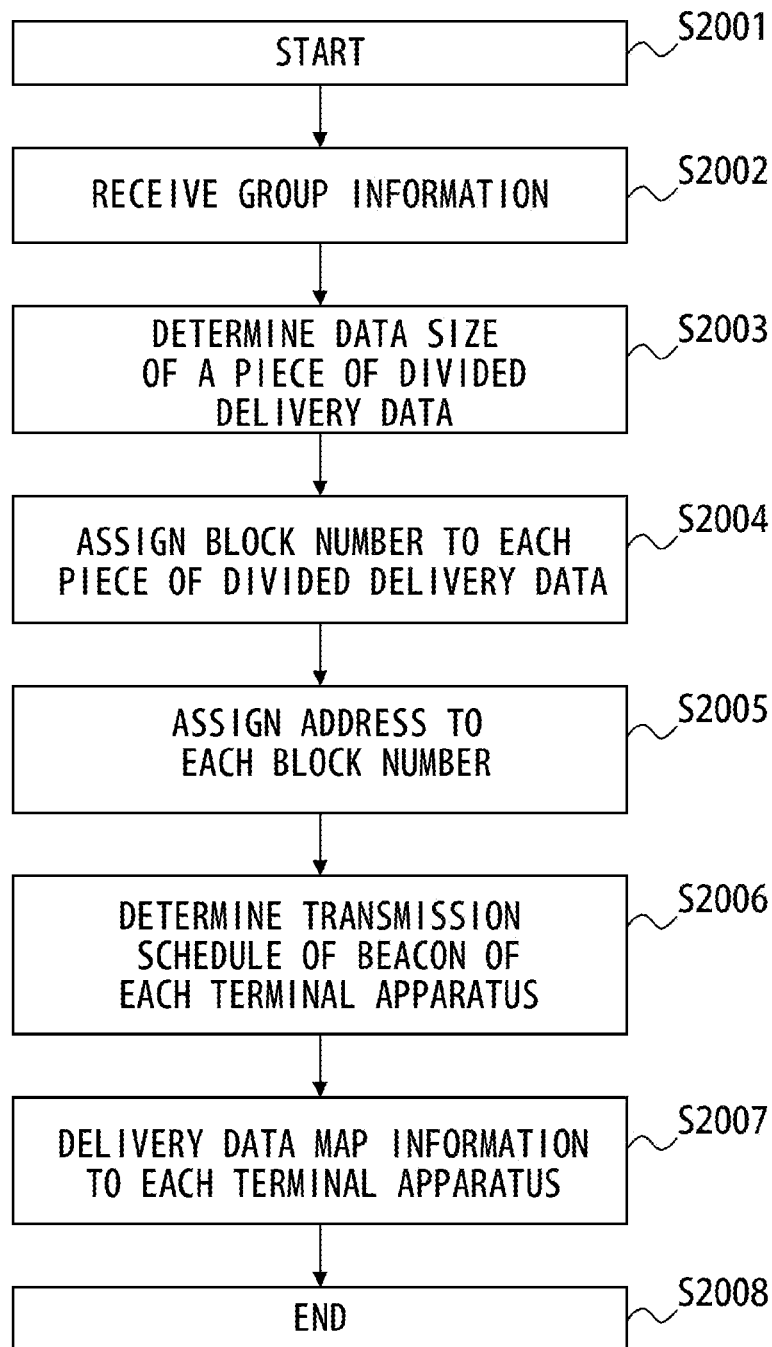 START
S2001
RECEIVE GROUP INFORMATION
S2002
DETERMINE DATA SIZE
OF A PIECE OF DIVIDED
DELIVERY DATA
S2003
ASSIGN BLOCK NUMBER TO EACH
PIECE OF DIVIDED DELIVERY DATA
S2004
ASSIGN ADDRESS TO
EACH BLOCK NUMBER
S2005
DETERMINE TRANSMISSION
SCHEDULE OF BEACON OF
EACH TERMINAL APPARATUS
S2006
DELIVERY DATA MAP INFORMATION
TO EACH TERMINAL APPARATUS
S2007
END
S2008